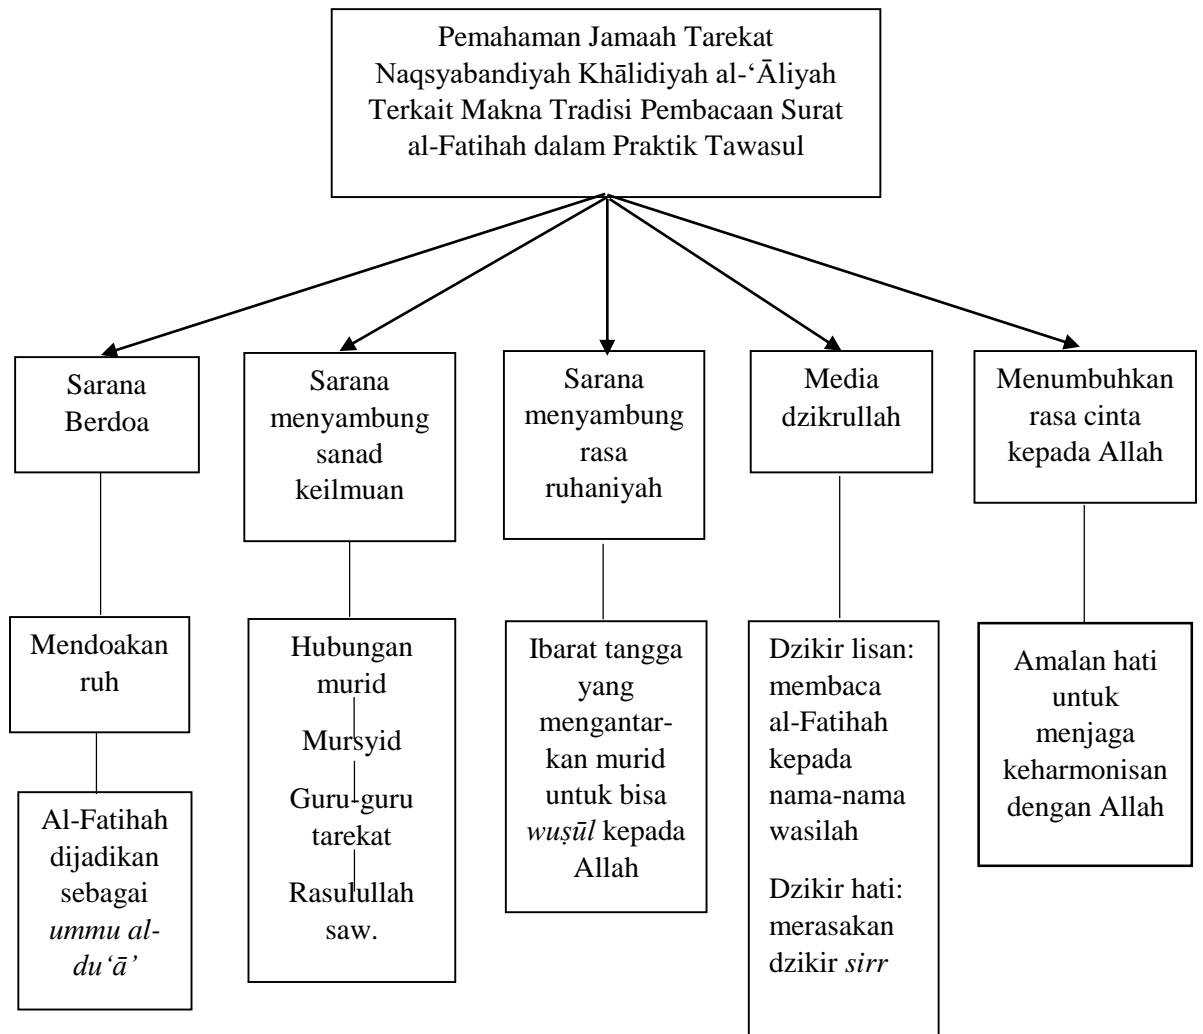 Pemahaman Jamaah Tarekat
Naqsyabandiyah Khālidiyah al-‘Āliyah
Terkait Makna Tradisi Pembacaan Surat
al-Fatihah dalam Praktik Tawasul
Sarana
Berdoa
Sarana
menyambung
sanad
keilmuan
Sarana
menyambung
rasa
ruhaniyah
Media
dzikrullah
Menumbuhkan
rasa cinta
kepada Allah
Mendoakan
ruh
Al-Fatihah
dijadikan
sebagai
ummu al-
du‘ā’
Hubungan
murid
Mursyid
Guru-guru
tarekat
Rasulullah
saw.
Ibarat tangga
yang
mengantar-
kan murid
untuk bisa
wuṣūl kepada
Allah
Dzikir lisan:
membaca
al-Fatihah
kepada
nama-nama
wasilah
Dzikir hati:
merasakan
dzikir sirr
Amalan hati
untuk
menjaga
keharmonisan
dengan Allah